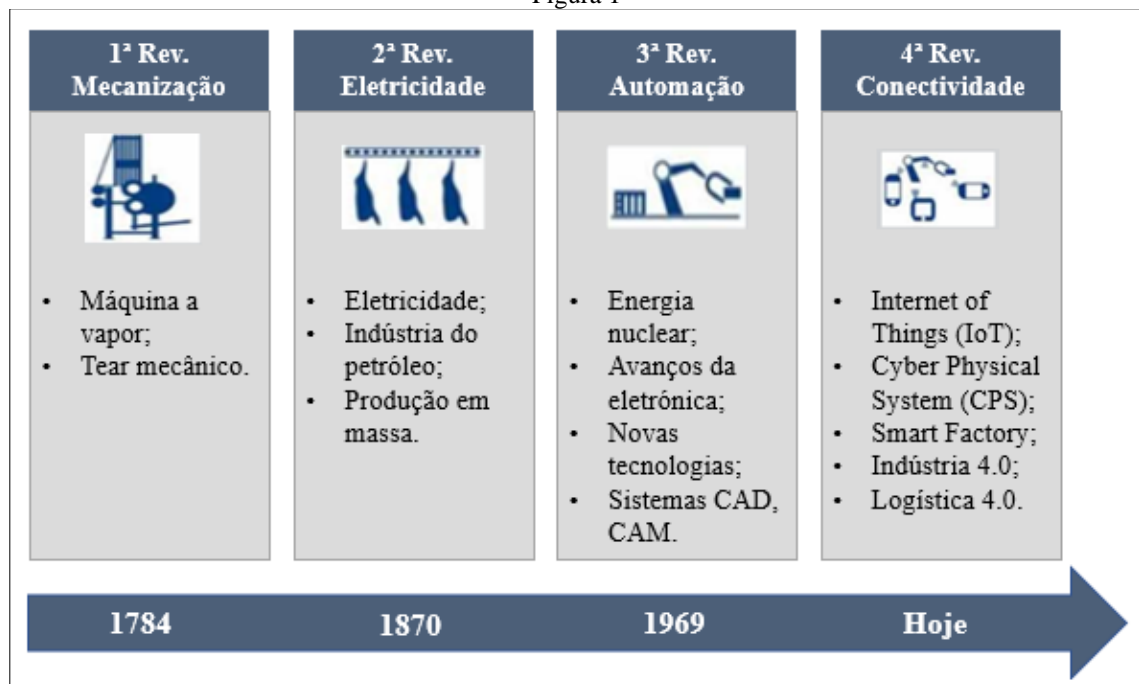 Figura 1
1ª Rev.
Mecanização
2ª Rev.
Eletricidade
3ª Rev.
Automação
4ª Rev.
Conectividade
• Máquina a
vapor;
• Tear mecânico.
• Eletricidade;
• Indústria do
petróleo;
• Produção em
massa.
• Energia
nuclear;
• Avanços da
eletrónica;
• Novas
tecnologias;
• Sistemas CAD,
CAM.
• Internet of
Things (IoT);
• Cyber Physical
System (CPS);
• Smart Factory;
• Indústria 4.0;
• Logística 4.0.
1784
1870
1969
Hoje